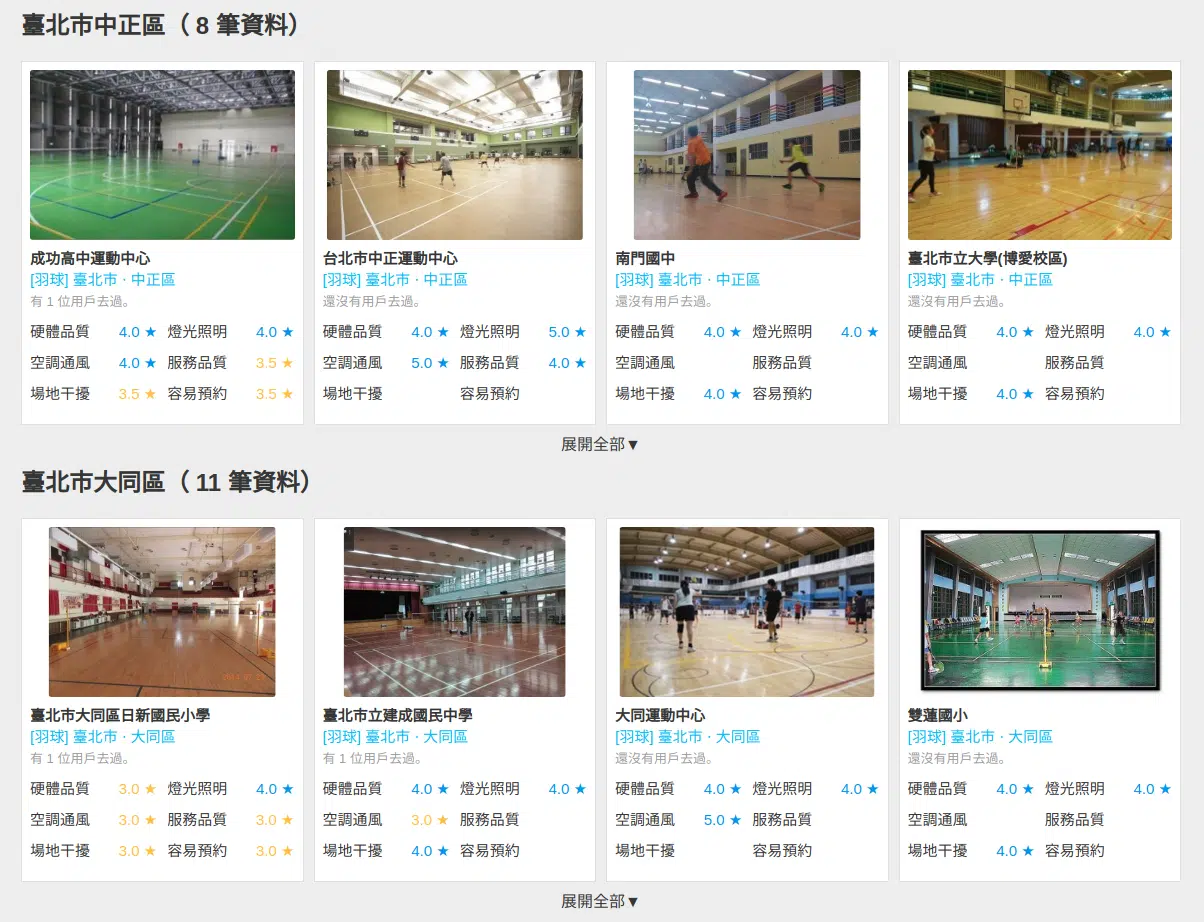 臺北市中正區（ 8 筆資料）
成功高中運動中心
[羽球] 臺北市 · 中正區
有 1 位用戶去過。
硬體品質 4.0 ★ 燈光照明 4.0 ★
空調通風 4.0 ★ 服務品質 3.5 ★
場地干擾 3.5 ★ 容易預約 3.5 ★
台北市中正運動中心
[羽球] 臺北市 · 中正區
還沒有用戶去過。
硬體品質 4.0 ★ 燈光照明 5.0 ★
空調通風 5.0 ★ 服務品質 4.0 ★
場地干擾 容易預約
南門國中
[羽球] 臺北市 · 中正區
還沒有用戶去過。
硬體品質 4.0 ★ 燈光照明 4.0 ★
空調通風 服務品質
場地干擾 4.0 ★ 容易預約
臺北市立大學(博愛校區)
[羽球] 臺北市 · 中正區
還沒有用戶去過。
硬體品質 4.0 ★ 燈光照明 4.0 ★
空調通風 服務品質
場地干擾 4.0 ★ 容易預約
展開全部▼
臺北市大同區（ 11 筆資料）
臺北市大同區日新國民小學
[羽球] 臺北市 · 大同區
有 1 位用戶去過。
硬體品質 3.0 ★ 燈光照明 4.0 ★
空調通風 3.0 ★ 服務品質 3.0 ★
場地干擾 3.0 ★ 容易預約 3.0 ★
臺北市立建成國民中學
[羽球] 臺北市 · 大同區
有 1 位用戶去過。
硬體品質 4.0 ★ 燈光照明 4.0 ★
空調通風 3.0 ★ 服務品質
場地干擾 4.0 ★ 容易預約
大同運動中心
[羽球] 臺北市 · 大同區
還沒有用戶去過。
硬體品質 4.0 ★ 燈光照明 4.0 ★
空調通風 5.0 ★ 服務品質
場地干擾 容易預約
雙蓮國小
[羽球] 臺北市 · 大同區
還沒有用戶去過。
硬體品質 4.0 ★ 燈光照明 4.0 ★
空調通風 服務品質
場地干擾 4.0 ★ 容易預約
展開全部▼